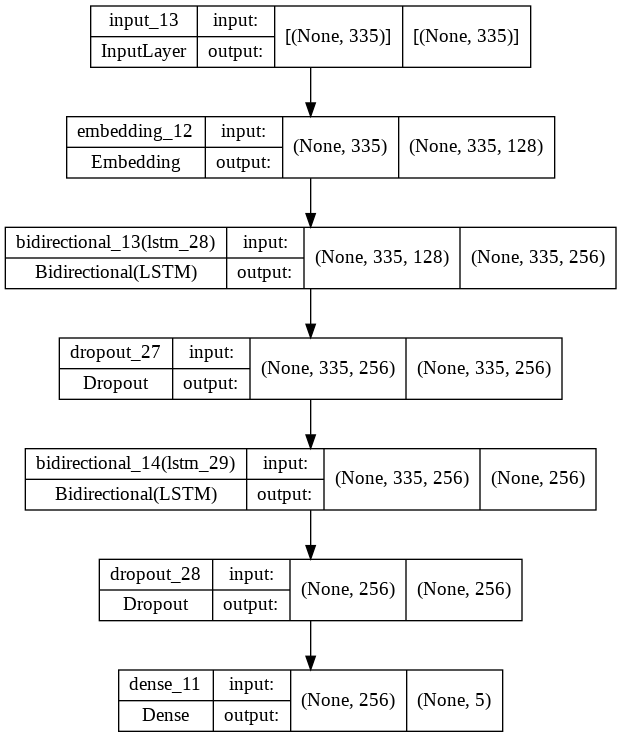 input_13 input: [(None, 335)] [(None, 335)]
InputLayer output:
embedding_12 input: (None, 335) (None, 335, 128)
Embedding output:
bidirectional_13(lstm_28) input: (None, 335, 128) (None, 335, 256)
Bidirectional(LSTM) output:
dropout_27 input: (None, 335, 256) (None, 335, 256)
Dropout output:
bidirectional_14(lstm_29) input: (None, 335, 256) (None, 256)
Bidirectional(LSTM) output:
dropout_28 input: (None, 256) (None, 256)
Dropout output:
dense_11 input: (None, 256) (None, 5)
Dense output: